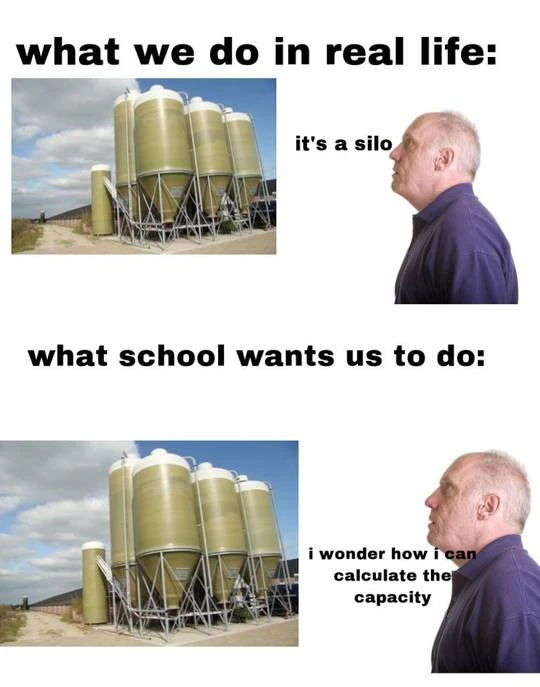 what we do in real life:
it's a silo
what school wants us to do:
i wonder how i can
calculate the
capacity